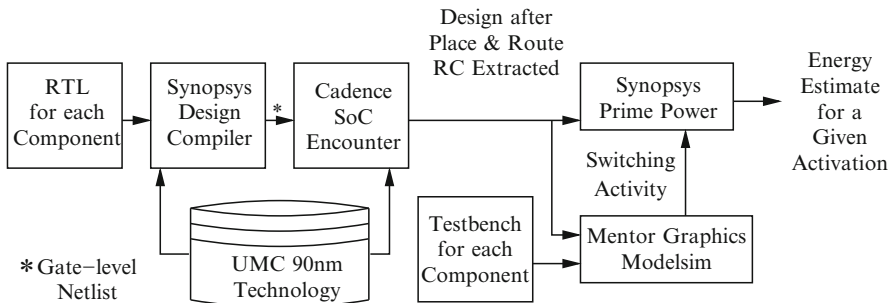 Design after
Place & Route
RC Extracted
RTL
for each
Component
Synopsys
Design
Compiler
*
Cadence
SoC
Encounter
Synopsys
Prime Power
Energy
Estimate
for a
Given
Activation
Switching
Activity
UMC 90nm
Technology
Testbench
for each
Component
Mentor Graphics
Modelsim
*Gate−level
Netlist